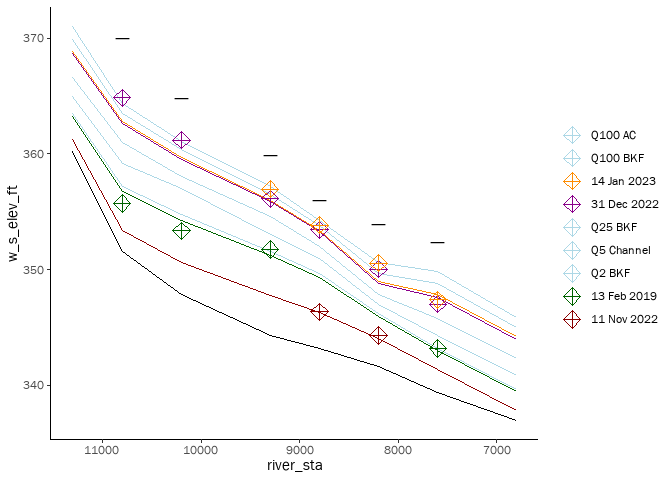 370
360
350
340
w_s_elev_ft
11000 10000 9000 8000 7000
river_sta
Q100 AC
Q100 BKF
14 Jan 2023
31 Dec 2022
Q25 BKF
Q5 Channel
Q2 BKF
13 Feb 2019
11 Nov 2022